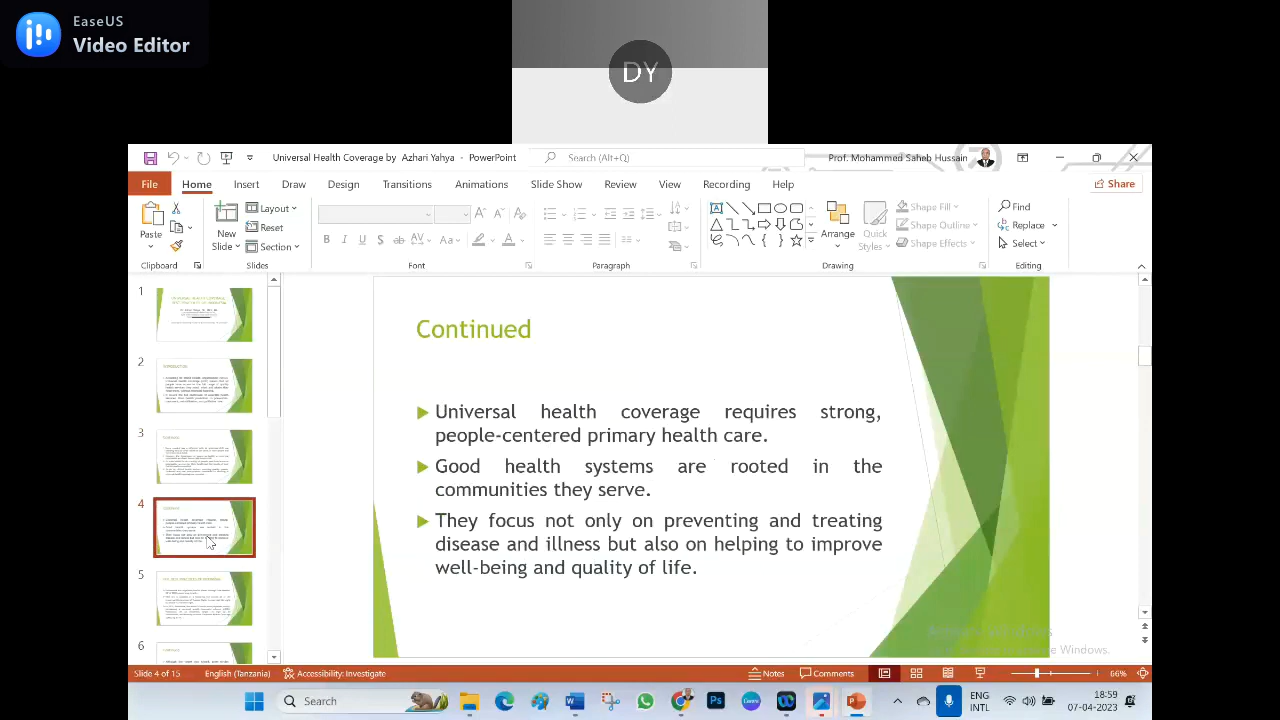 EaseUS
Video Editor
DY
Universal Health Coverage by Azhari Yahya - PowerPoint
Search (Alt+Q)
Prof. Mohammed Saheb Hussain
File
Home
Insert
Draw
Design
Transitions
Animations
Slide Show
Review
View
Recording
Help
Share
Paste
New
Slide
Layout
Reset
Section
Arrange
Quick
Styles
Shape Fill
Shape Outline
Shape Effects
Find
Replace
Select
Clipboard
Slides
Font
Paragraph
Drawing
Editing
1
2
3
4
5
6
Continued
Universal health coverage requires strong,
people-centered primary health care.
Good health systems are rooted in the
communities they serve.
They focus not only on preventing and treating
disease and illness but also on helping to improve
well-being and quality of life.
Slide 4 of 15
English (Tanzania)
Accessibility: Investigate
Notes
Comments
66%
Search
ENG
INTL
18:59
07-04-2023